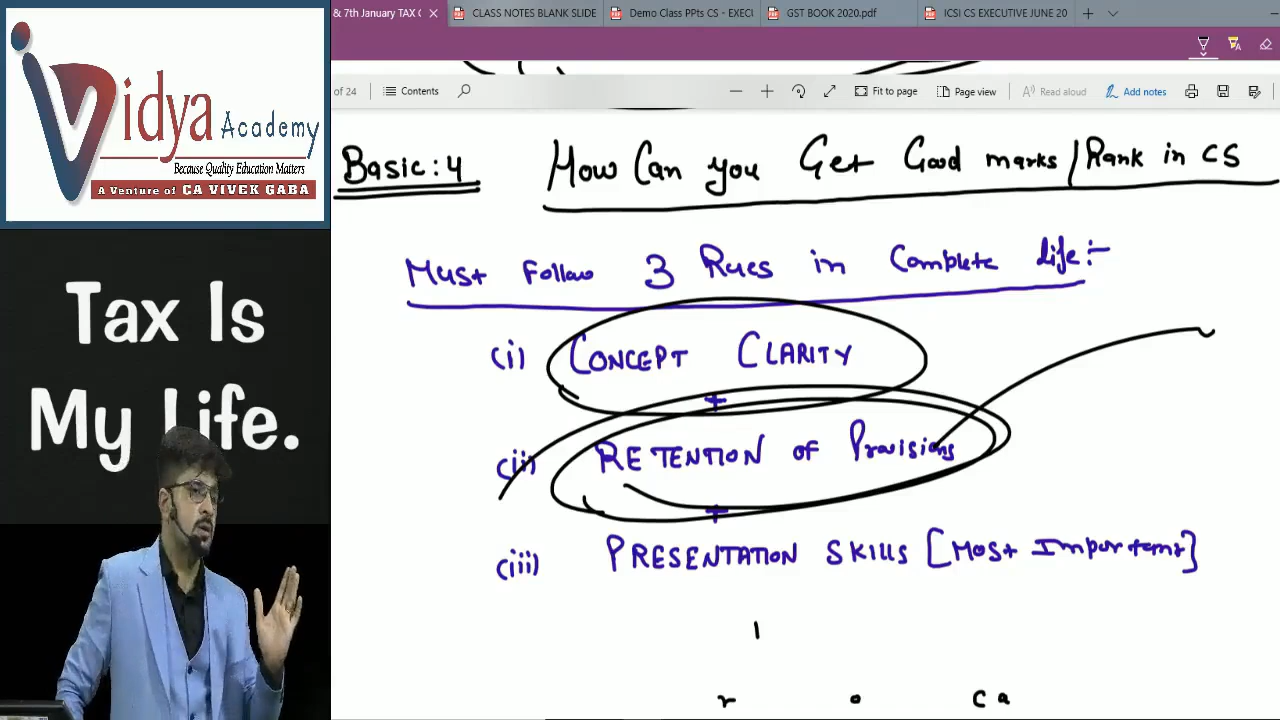 & 7th January TAX C
CLASS NOTES BLANK SLIDE
Demo Class PPts CS - EXECU
GST BOOK 2020.pdf
ICSI CS EXECUTIVE JUNE 20
of 24
Contents
Fit to page
Page view
Read aloud
Add notes
Vidya Academy
Because Quality Education Matters
A Venture of CA VIVEK GABA
Tax Is
My Life.
Basic: 4 How Can you Get Good marks/Rank in CS
Must Follow 3 Rues in Complete life:-
(i) CONCEPT CLARITY
+
(ii) RETENTION of Provisions
+
(iii) PRESENTATION SKILLS [Most Important]